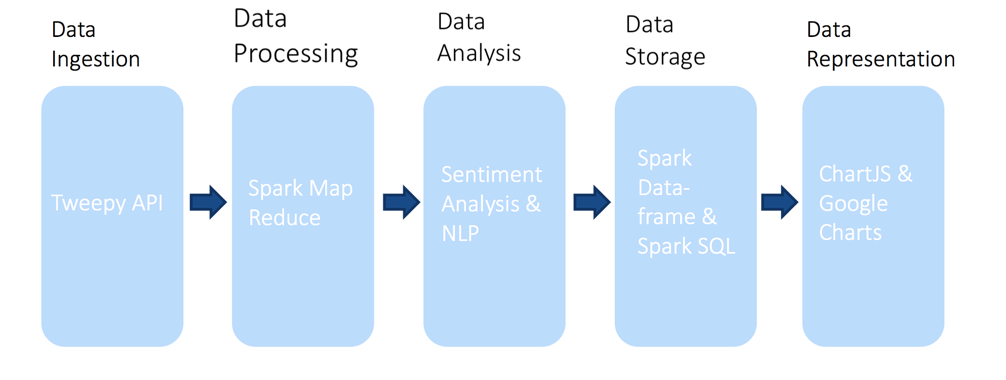 Data
Ingestion
Data
Processing
Data
Analysis
Data
Storage
Data
Representation
Tweepy API
Spark Map
Reduce
Sentiment
Analysis &
NLP
Spark
Data-
frame &
Spark SQL
ChartJS &
Google
Charts